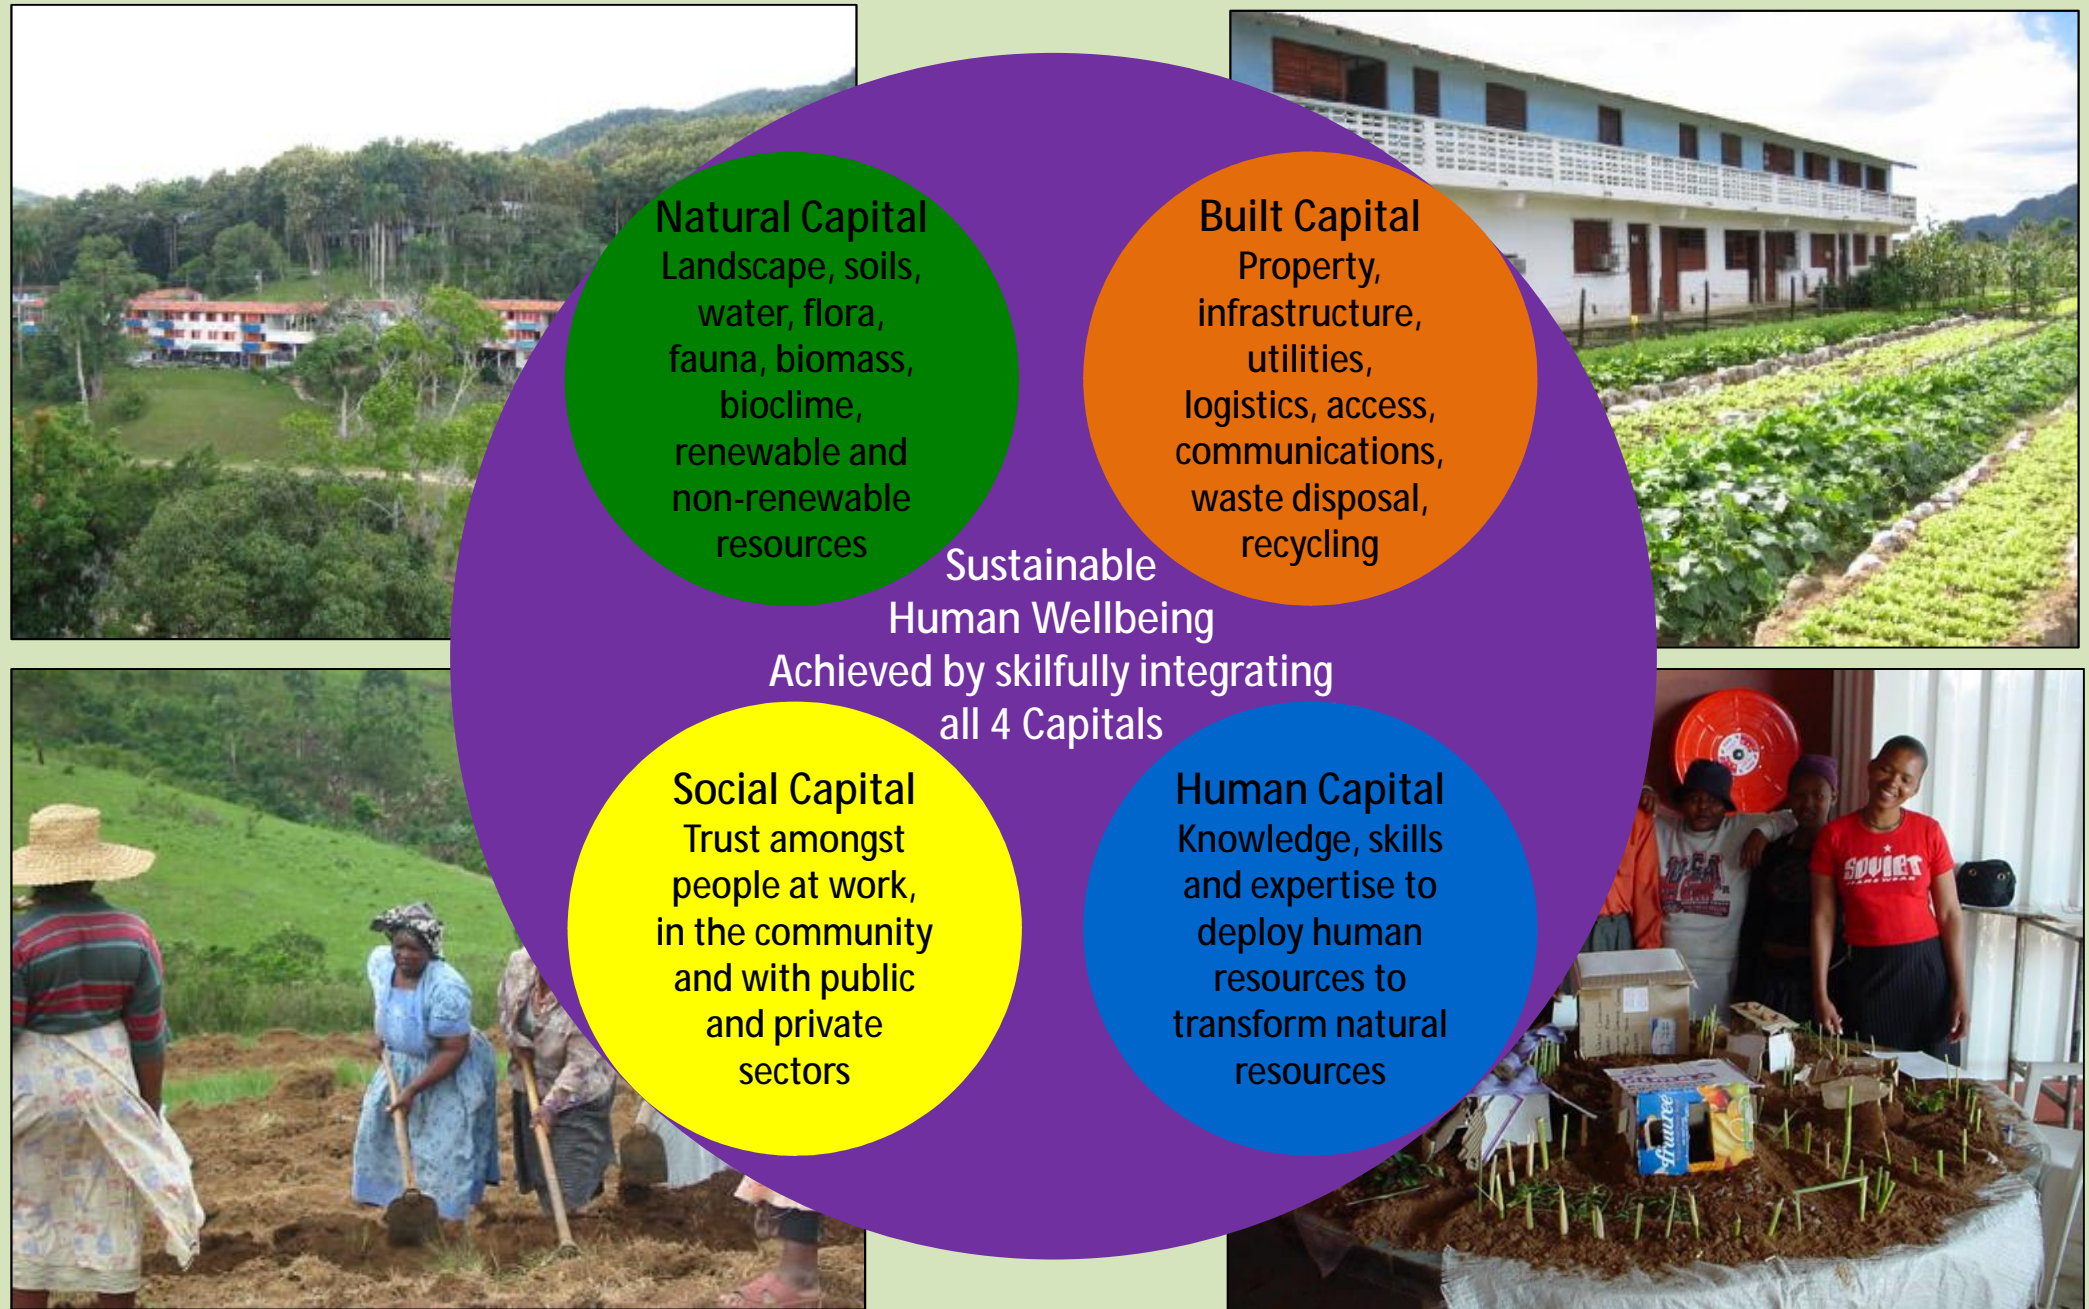 Natural Capital
Landscape, soils,
water, flora,
fauna, biomass,
bioclime,
renewable and
non-renewable
resources
Built Capital
Property,
infrastructure,
utilities,
logistics, access,
communications,
waste disposal,
recycling
Sustainable
Human Wellbeing
Achieved by skilfully integrating
all 4 Capitals
Social Capital
Trust amongst
people at work,
in the community
and with public
and private
sectors
Human Capital
Knowledge, skills
and expertise to
deploy human
resources to
transform natural
resources
SOVIET
fruitree